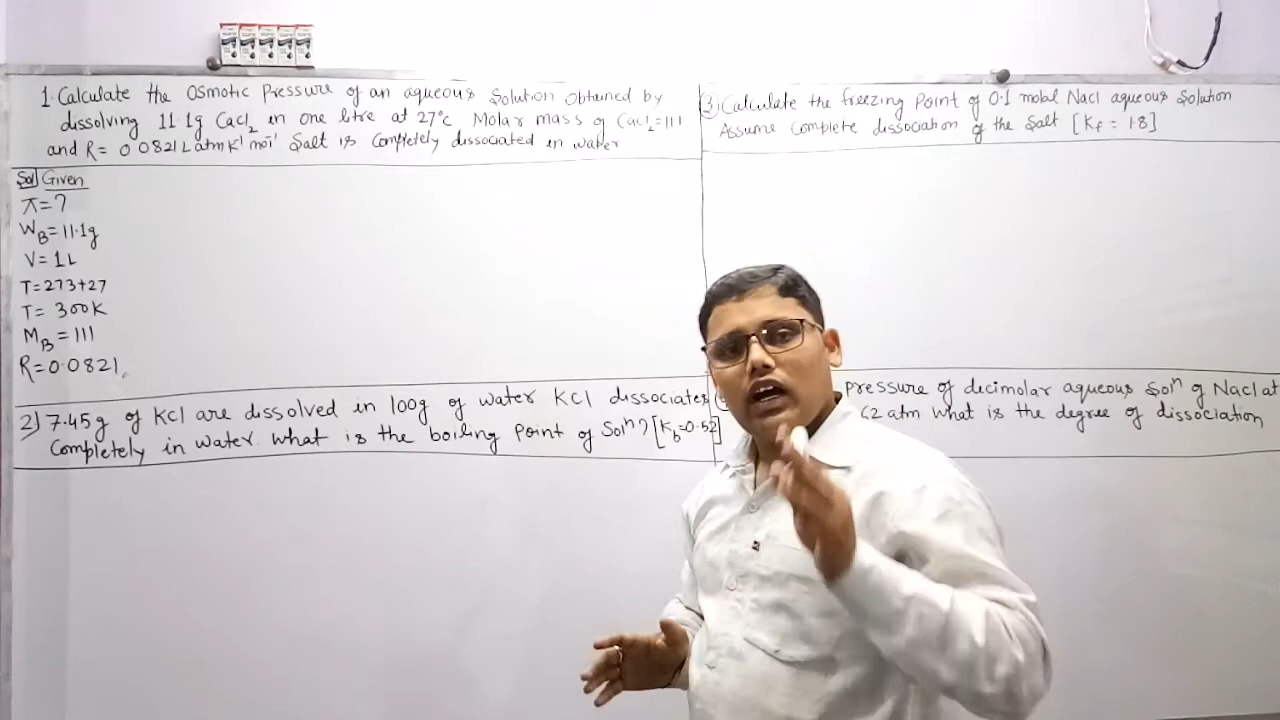 1. Calculate the Osmotic Pressure of an aqueous Solution Obtained by
dissolving 11.1g CaCl2 in one litre at 27°C Molar mass of CaCl2=111
and R= 0.0821 L atm K⁻¹ mol⁻¹ Salt is Completely dissociated in water
Sol Given
π=?
WB=11.1g
V=1L
T=273+27
T= 300K
MB=111
R=0.0821
2) 7.45g of KCl are dissolved in 100g of water KCl dissociates
Completely in water what is the boiling Point of Solⁿ? [Kb=0.52]
3) Calculate the freezing Point of 0.1 molal NaCl aqueous Solution
Assume Complete dissociation of the Salt [Kf = 1.8]
pressure of decimolar aqueous Solⁿ of NaCl at
atm what is the degree of dissociation